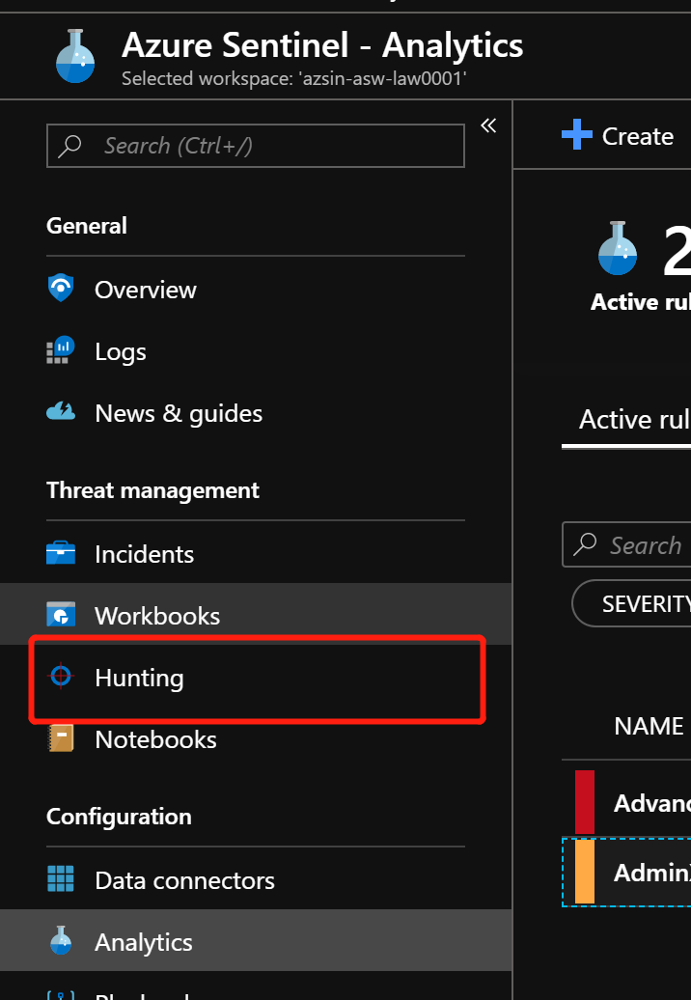 Azure Sentinel - Analytics
Selected workspace: 'azsin-asw-law0001'
Search (Ctrl+/)
«
General
Overview
Logs
News & guides
Threat management
Incidents
Workbooks
Hunting
Notebooks
Configuration
Data connectors
Analytics
Create
2
Active rul
Active rul
Search
SEVERITY
NAME
Advanc
Admin